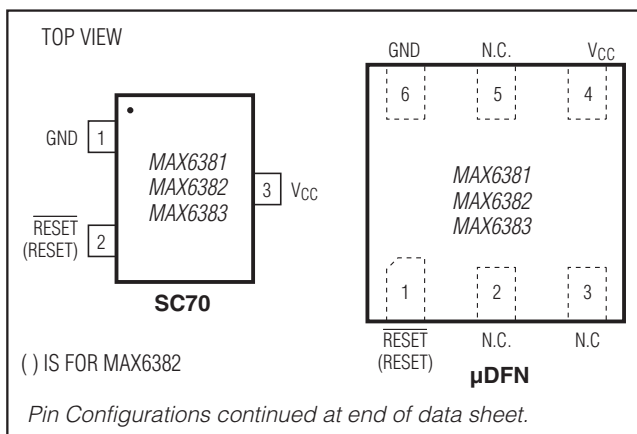 TOP VIEW
GND
1
RESET
(RESET)
2
MAX6381
MAX6382
MAX6383
3
VCC
SC70
( ) IS FOR MAX6382
GND
N.C.
VCC
6
5
4
MAX6381
MAX6382
MAX6383
1
2
3
RESET
(RESET)
N.C.
N.C
µDFN
Pin Configurations continued at end of data sheet.